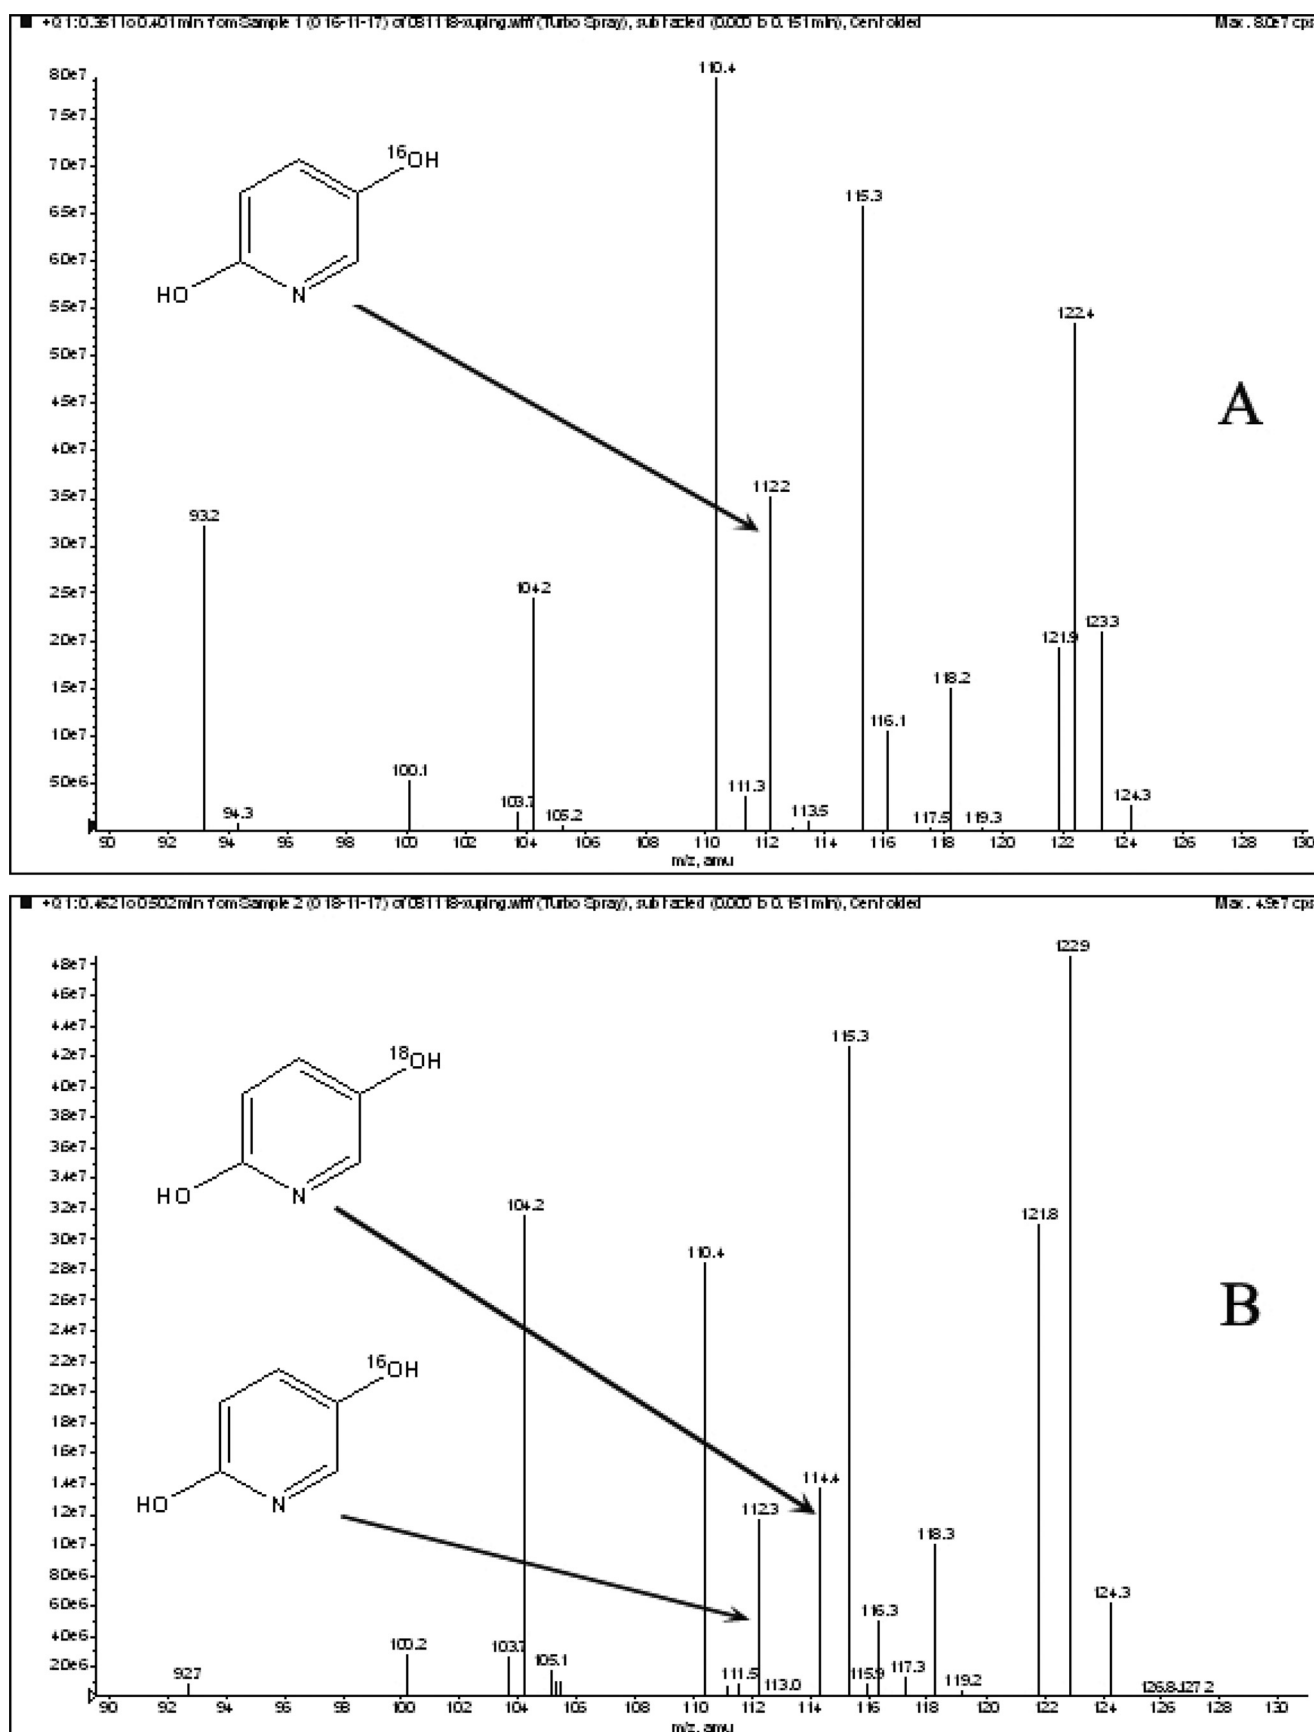 Max. 8.0e7 cps
110.4
80e7
75e7
16OH
70e7
115.3
65e7
60e7
HO N
55e7
122.4
50e7
A
45e7
40e7
35e7
112.2
93.2
30e7
104.2
25e7
123.3
20e7
121.9
118.2
15e7
116.1
10e7
100.1
50e6
111.3
94.3
103.7
105.2
113.5
117.5
119.3
124.3
90 92 94 96 98 100 102 104 106 108 110 112 114 116 118 120 122 124 126 128 130
m/z, amu
Max. 4.9e7 cps
122.9
48e7
46e7
44e7
115.3
42e7
18OH
40e7
38e7
36e7
34e7
HO N
32e7
104.2
121.8
30e7
110.4
28e7
B
26e7
24e7
22e7
16OH
20e7
18e7
16e7
114.4
14e7
HO N
12e7
112.3
118.3
10e7
80e6
124.3
60e6
116.3
40e6
100.2
103.7
20e6
92.7
105.1
111.5
113.0
115.9
117.3
119.2
126.8 127.2
90 92 94 96 98 100 102 104 106 108 110 112 114 116 118 120 122 124 126 128 130
m/z, amu